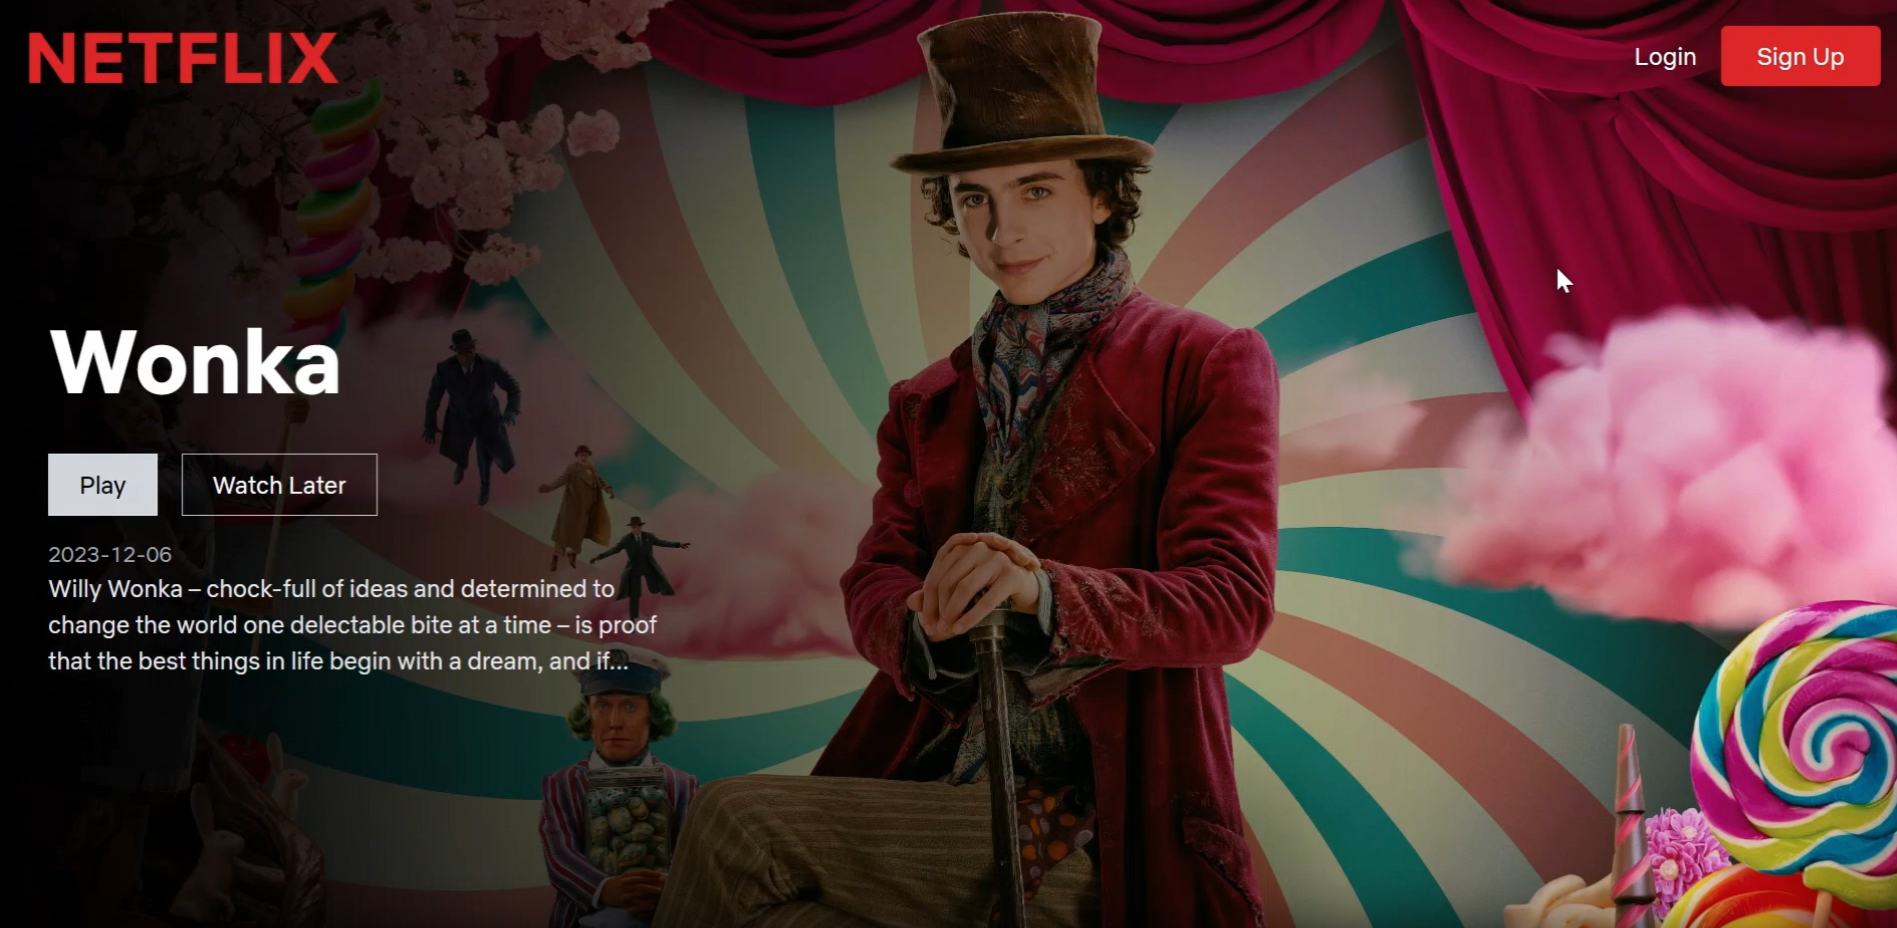 NETFLIX
Login
Sign Up
Wonka
Play
Watch Later
2023-12-06
Willy Wonka – chock-full of ideas and determined to
change the world one delectable bite at a time – is proof
that the best things in life begin with a dream, and if...